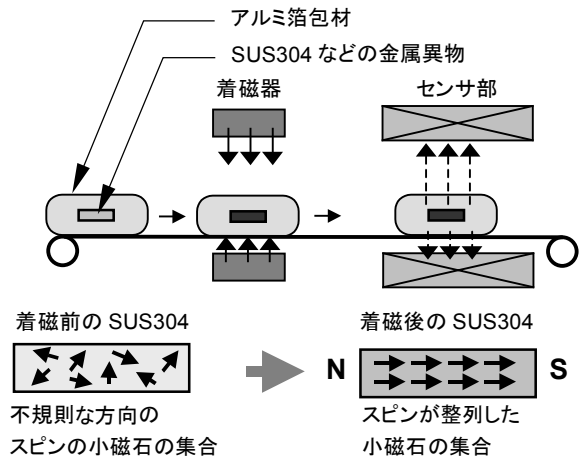 アルミ箔包材
SUS304 などの金属異物
着磁器
センサ部
着磁前の SUS304
着磁後の SUS304
N
S
不規則な方向の
スピンの小磁石の集合
スピンが整列した
小磁石の集合